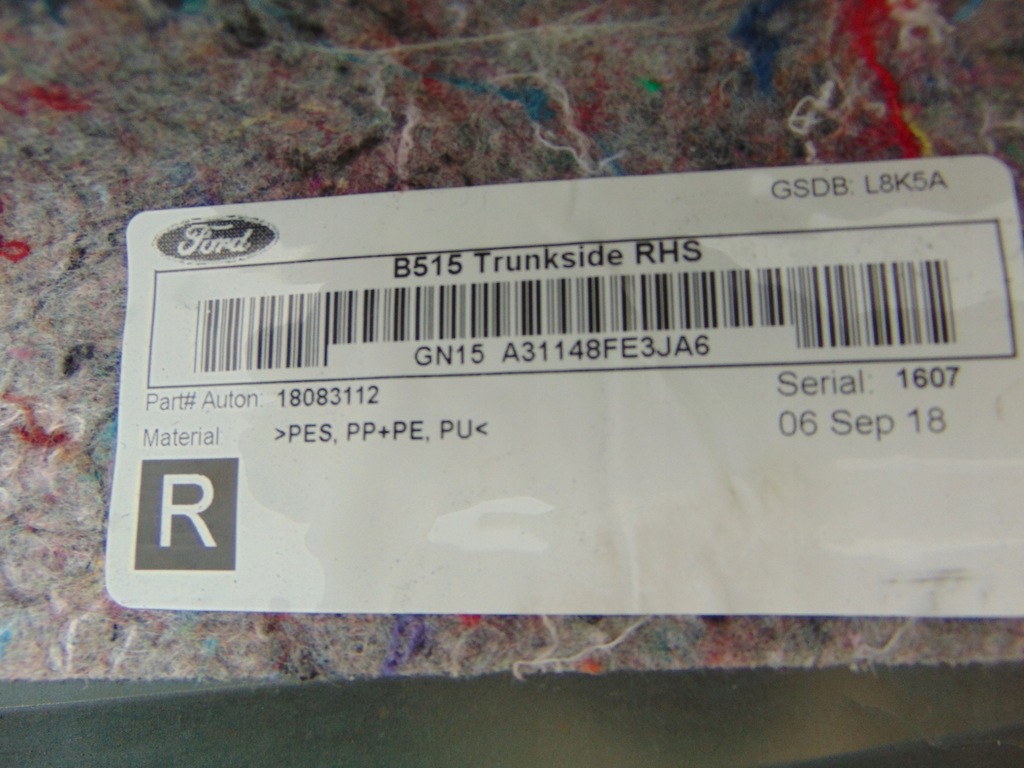 GSDB: L8K5A
Ford
B515 Trunkside RHS
GN15 A31148FE3JA6
Part# Auton: 18083112
Serial: 1607
Material >PES, PP+PE, PU<
06 Sep 18
R